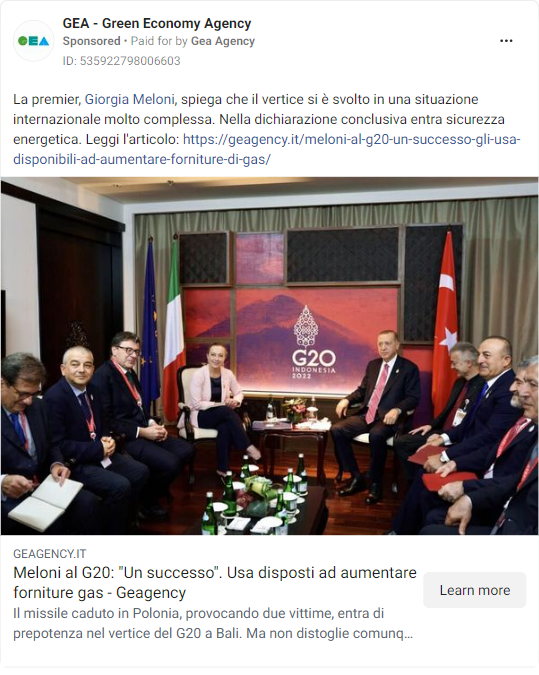 GEA
GEA - Green Economy Agency
Sponsored • Paid for by Gea Agency
ID: 535922798006603
La premier, Giorgia Meloni, spiega che il vertice si è svolto in una situazione
internazionale molto complessa. Nella dichiarazione conclusiva entra sicurezza
energetica. Leggi l'articolo: https://geagency.it/meloni-al-g20-un-successo-gli-usa-
disponibili-ad-aumentare-forniture-di-gas/
G20
INDONESIA
2022
GEAGENCY.IT
Meloni al G20: "Un successo". Usa disposti ad aumentare
forniture gas - Geagency
Learn more
Il missile caduto in Polonia, provocando due vittime, entra di
prepotenza nel vertice del G20 a Bali. Ma non distoglie comunq...